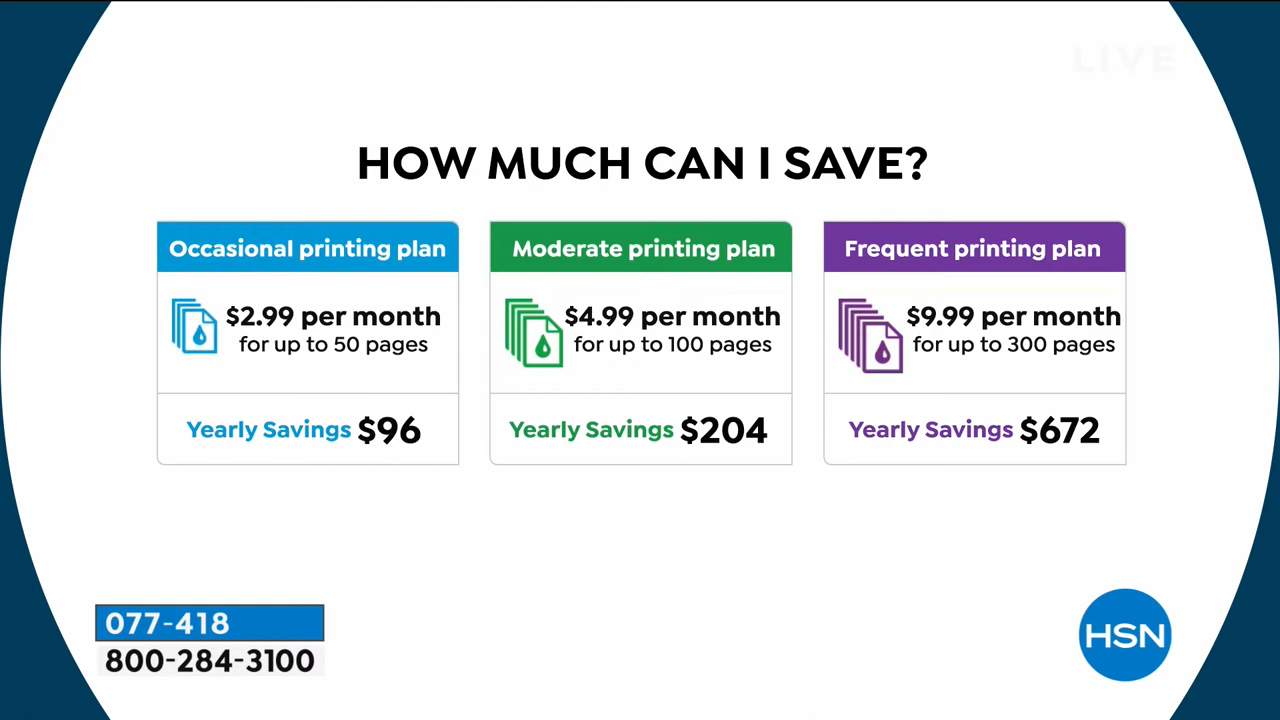 LIVE
HOW MUCH CAN I SAVE?
Occasional printing plan
$2.99 per month
for up to 50 pages
Yearly Savings $96
Moderate printing plan
$4.99 per month
for up to 100 pages
Yearly Savings $204
Frequent printing plan
$9.99 per month
for up to 300 pages
Yearly Savings $672
077-418
800-284-3100
HSN